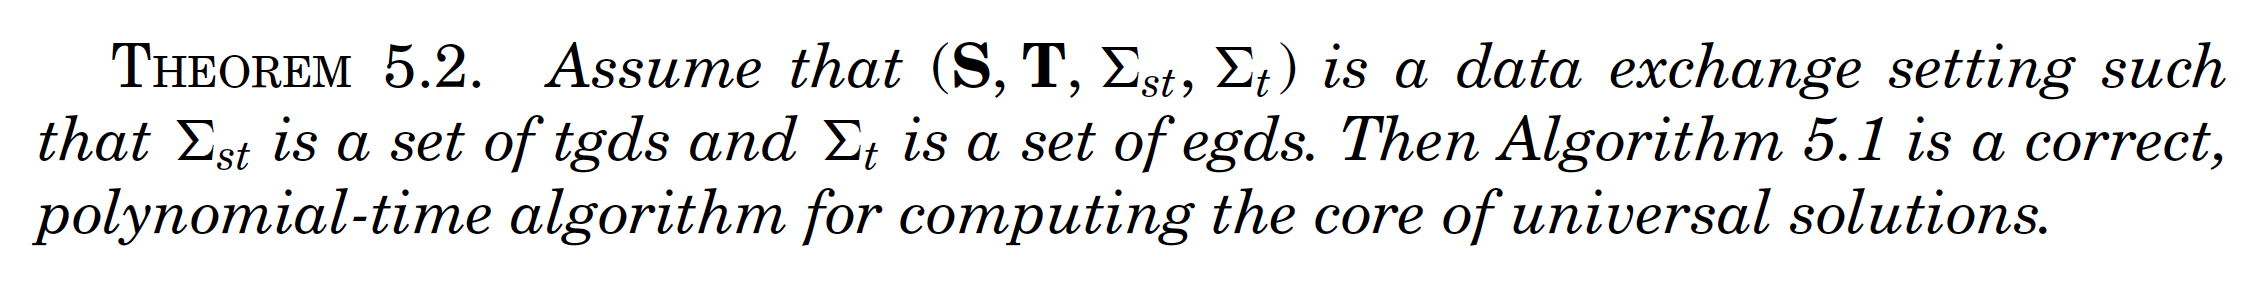 THEOREM 5.2. Assume that (S, T, Σst, Σt) is a data exchange setting such
that Σst is a set of tgds and Σt is a set of egds. Then Algorithm 5.1 is a correct,
polynomial-time algorithm for computing the core of universal solutions.